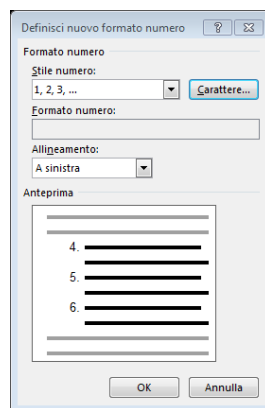 Definisci nuovo formato numero
Formato numero
Stile numero:
1, 2, 3, ...
Carattere...
Formato numero:
Allineamento:
A sinistra
Anteprima
4.
5.
6.
OK Annulla